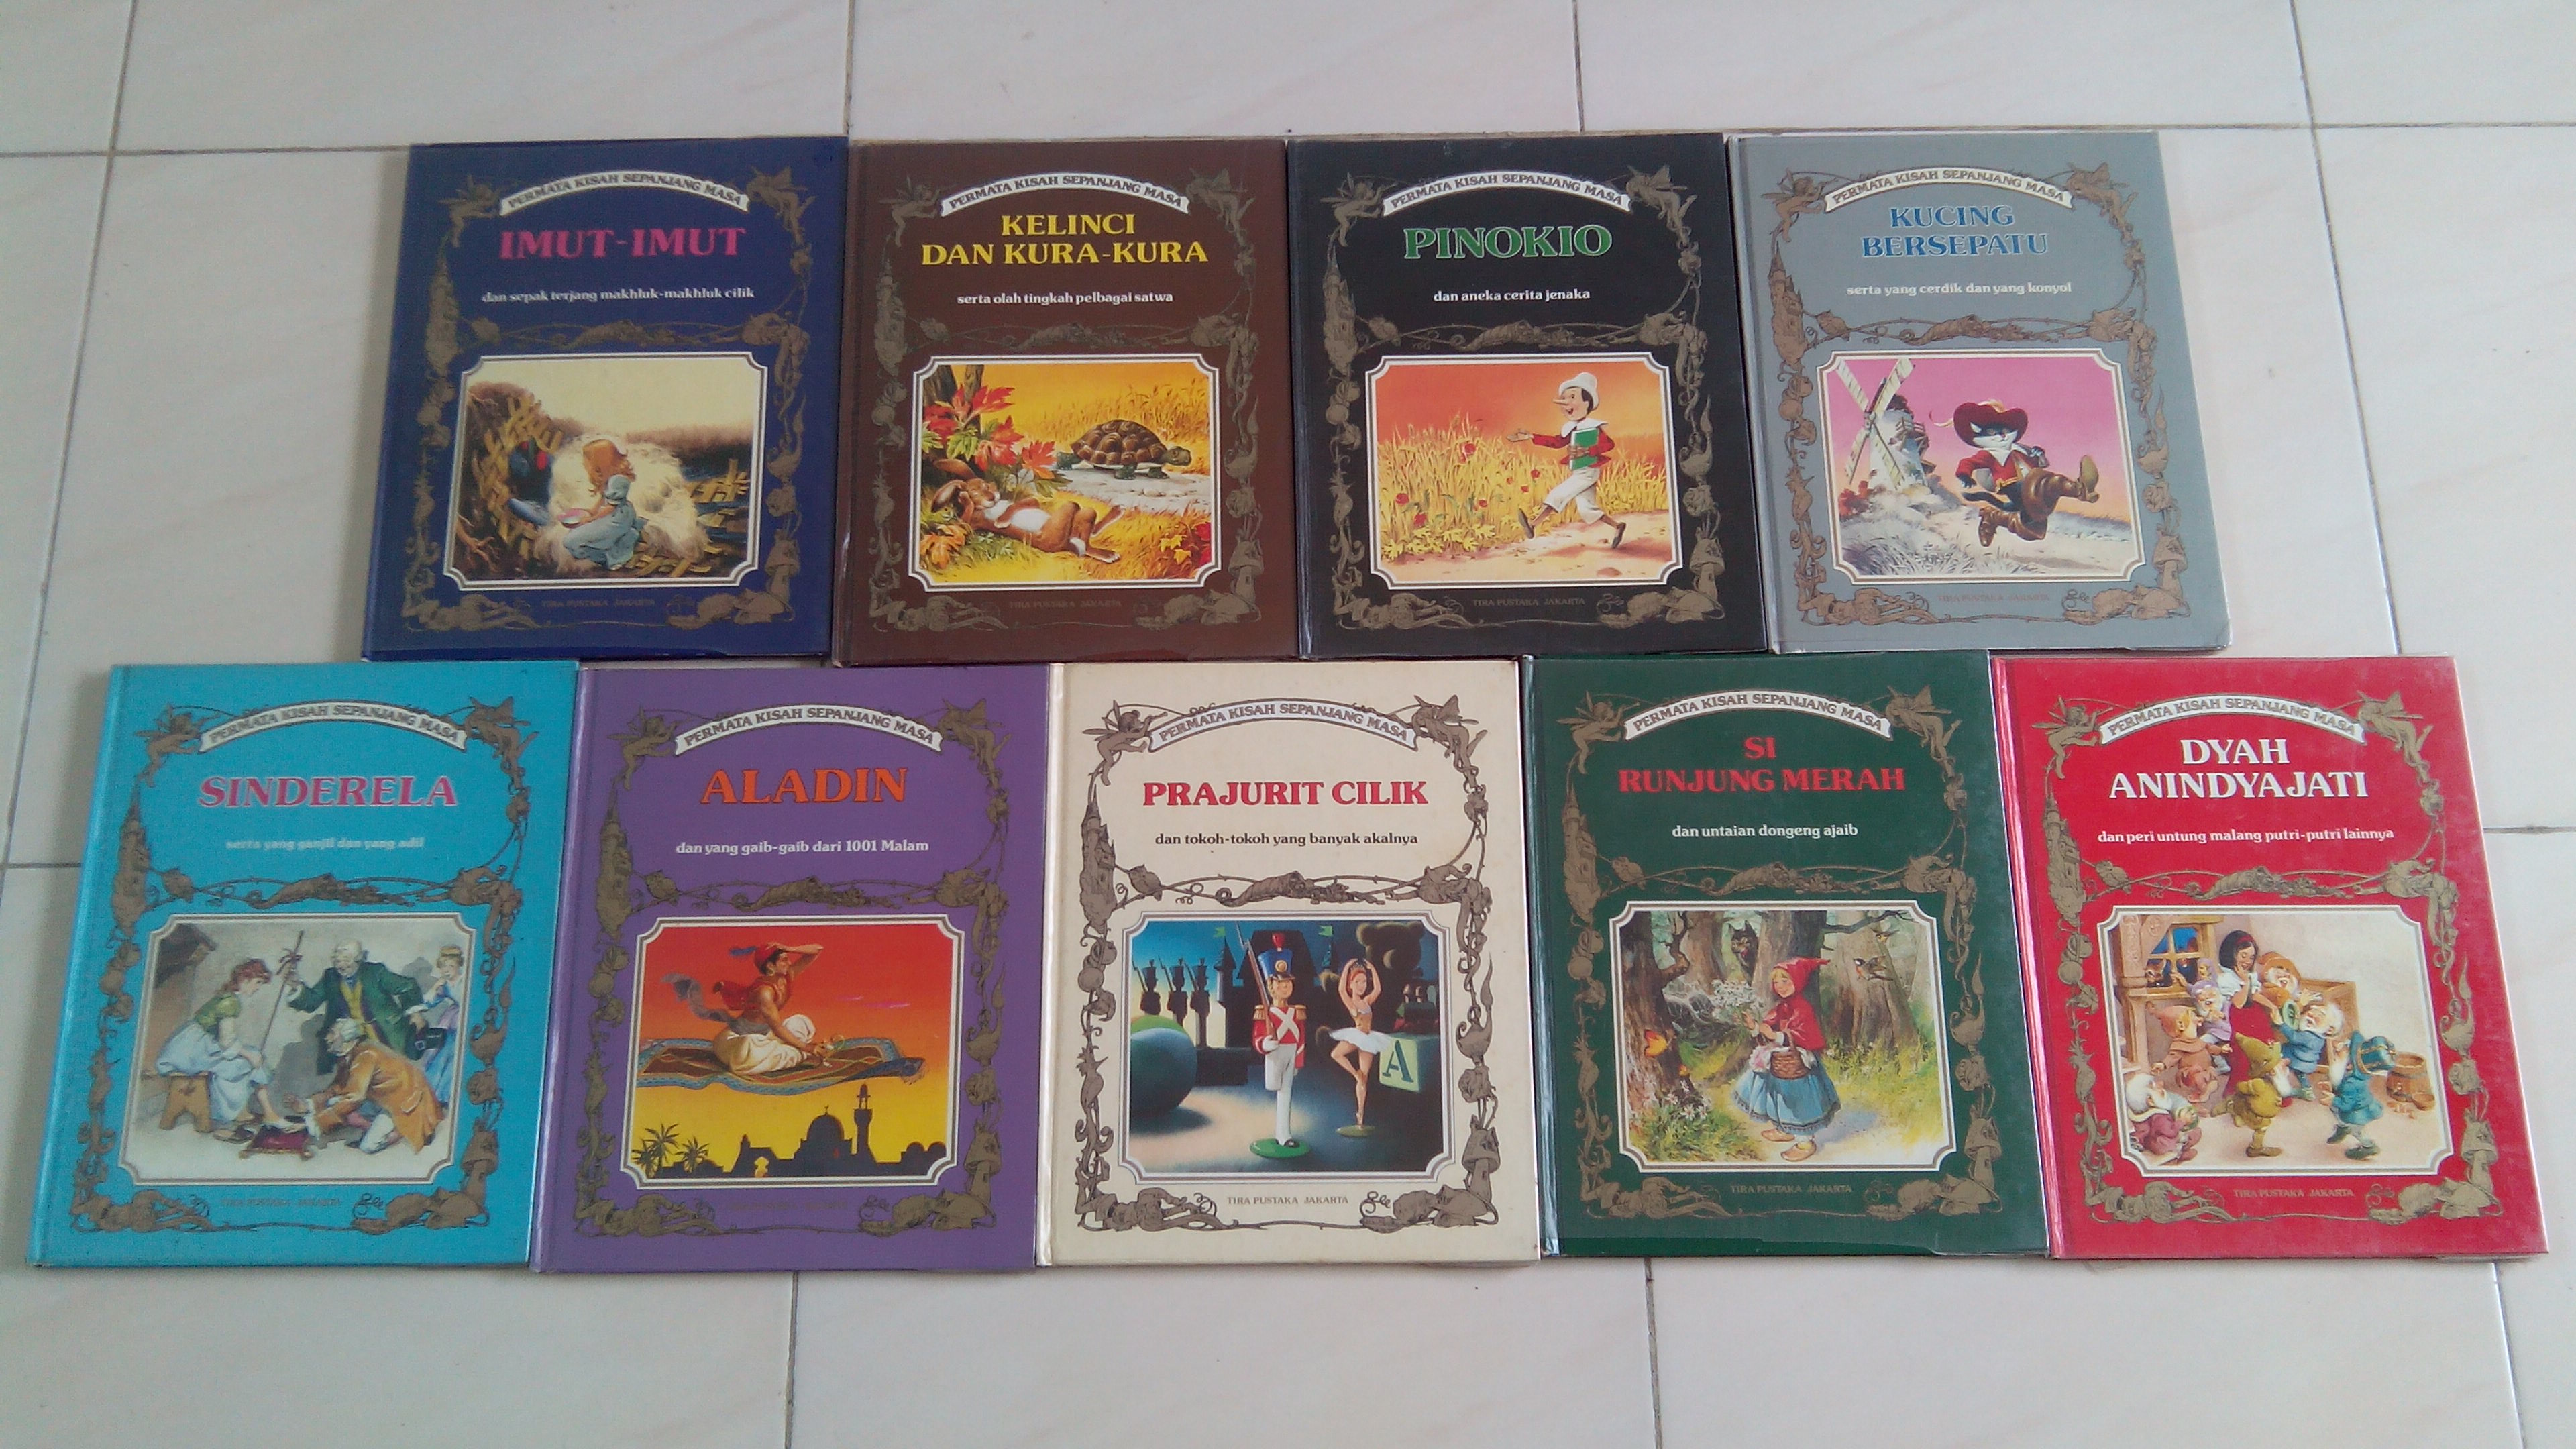 PERMATA KISAH SEPANJANG MASA
IMUT-IMUT
dan sepak terjang makhluk-makhluk cilik
TIRA PUSTAKA JAKARTA
PERMATA KISAH SEPANJANG MASA
KELINCI
DAN KURA-KURA
serta olah tingkah pelbagai satwa
TIRA PUSTAKA JAKARTA
PERMATA KISAH SEPANJANG MASA
PINOKIO
dan aneka cerita jenaka
TIRA PUSTAKA JAKARTA
PERMATA KISAH SEPANJANG MASA
KUCING
BERSEPATU
serta yang cerdik dan yang konyol
TIRA PUSTAKA JAKARTA
PERMATA KISAH SEPANJANG MASA
SINDERELA
serta yang ganjil dan yang adil
TIRA PUSTAKA JAKARTA
PERMATA KISAH SEPANJANG MASA
ALADIN
dan yang gaib-gaib dari 1001 Malam
PERMATA KISAH SEPANJANG MASA
PRAJURIT CILIK
dan tokoh-tokoh yang banyak akalnya
A
TIRA PUSTAKA JAKARTA
PERMATA KISAH SEPANJANG MASA
SI
RUNJUNG MERAH
dan untaian dongeng ajaib
TIRA PUSTAKA JAKARTA
PERMATA KISAH SEPANJANG MASA
DYAH
ANINDYAJATI
dan peri untung malang putri-putri lainnya
TIRA PUSTAKA JAKARTA